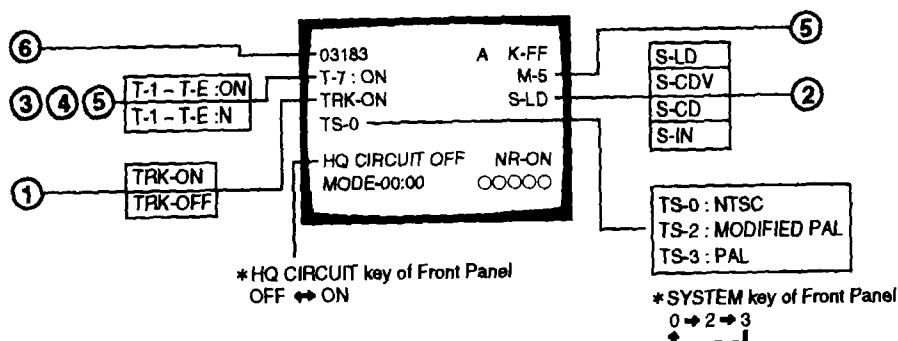 ⑥
03183 A K-FF
T-7 : ON M-5
TRK-ON S-LD
TS-0
HQ CIRCUIT OFF NR-ON
MODE-00:00 ○○○○○
③ ④ ⑤
T-1 – T-E :ON
T-1 – T-E :N
①
TRK-ON
TRK-OFF
⑤
S-LD
S-CDV
S-CD
S-IN
②
TS-0 : NTSC
TS-2 : MODIFIED PAL
TS-3 : PAL
*HQ CIRCUIT key of Front Panel
OFF ↔ ON
*SYSTEM key of Front Panel
0 → 2 → 3